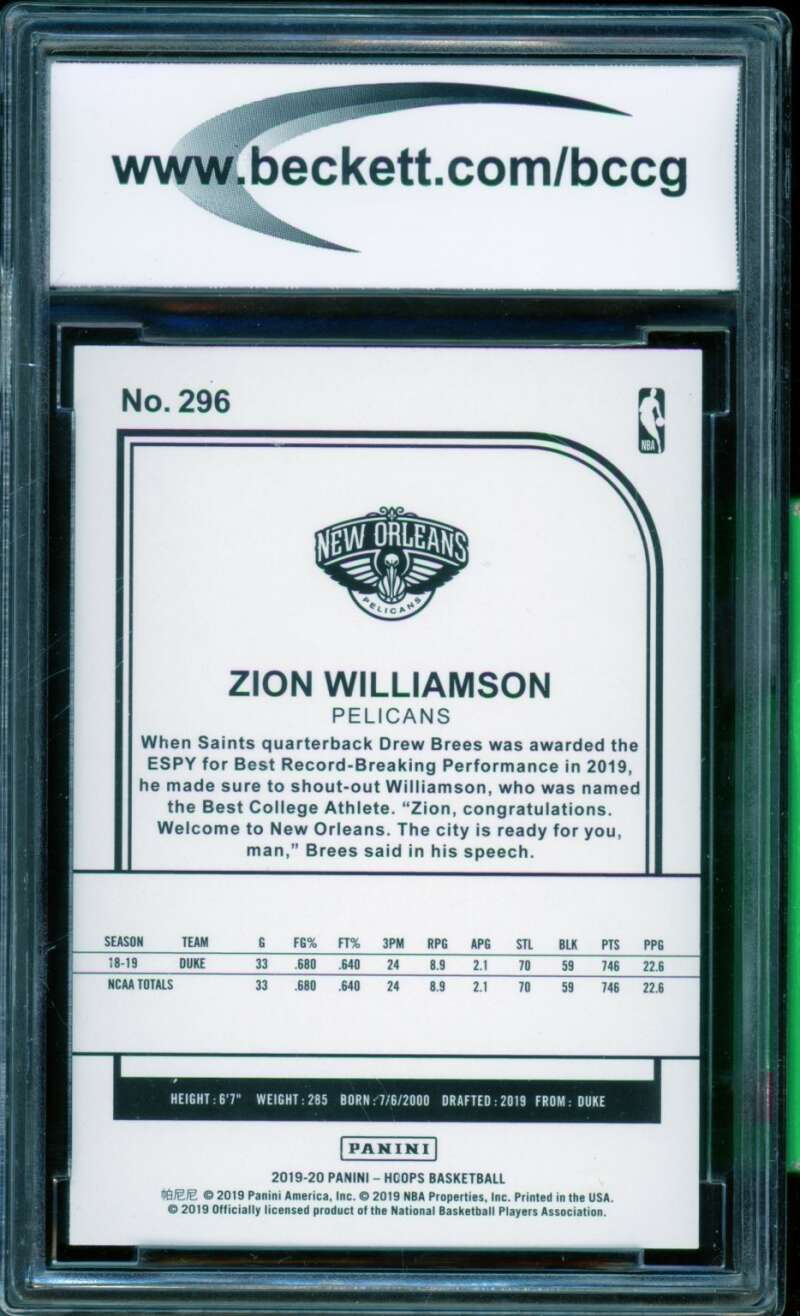 www.beckett.com/bccg
No. 296
NBA
NEW ORLEANS
PELICANS
ZION WILLIAMSON
PELICANS
When Saints quarterback Drew Brees was awarded the
ESPY for Best Record-Breaking Performance in 2019,
he made sure to shout-out Williamson, who was named
the Best College Athlete. “Zion, congratulations.
Welcome to New Orleans. The city is ready for you,
man,” Brees said in his speech.
SEASON TEAM G FG% FT% 3PM RPG APG STL BLK PTS PPG
18-19 DUKE 33 .680 .640 24 8.9 2.1 70 59 746 22.6
NCAA TOTALS 33 .680 .640 24 8.9 2.1 70 59 746 22.6
HEIGHT: 6'7" WEIGHT: 285 BORN: 7/6/2000 DRAFTED: 2019 FROM: DUKE
PANINI
2019-20 PANINI – HOOPS BASKETBALL
帕尼尼 © 2019 Panini America, Inc. © 2019 NBA Properties, Inc. Printed in the USA.
© 2019 Officially licensed product of the National Basketball Players Association.